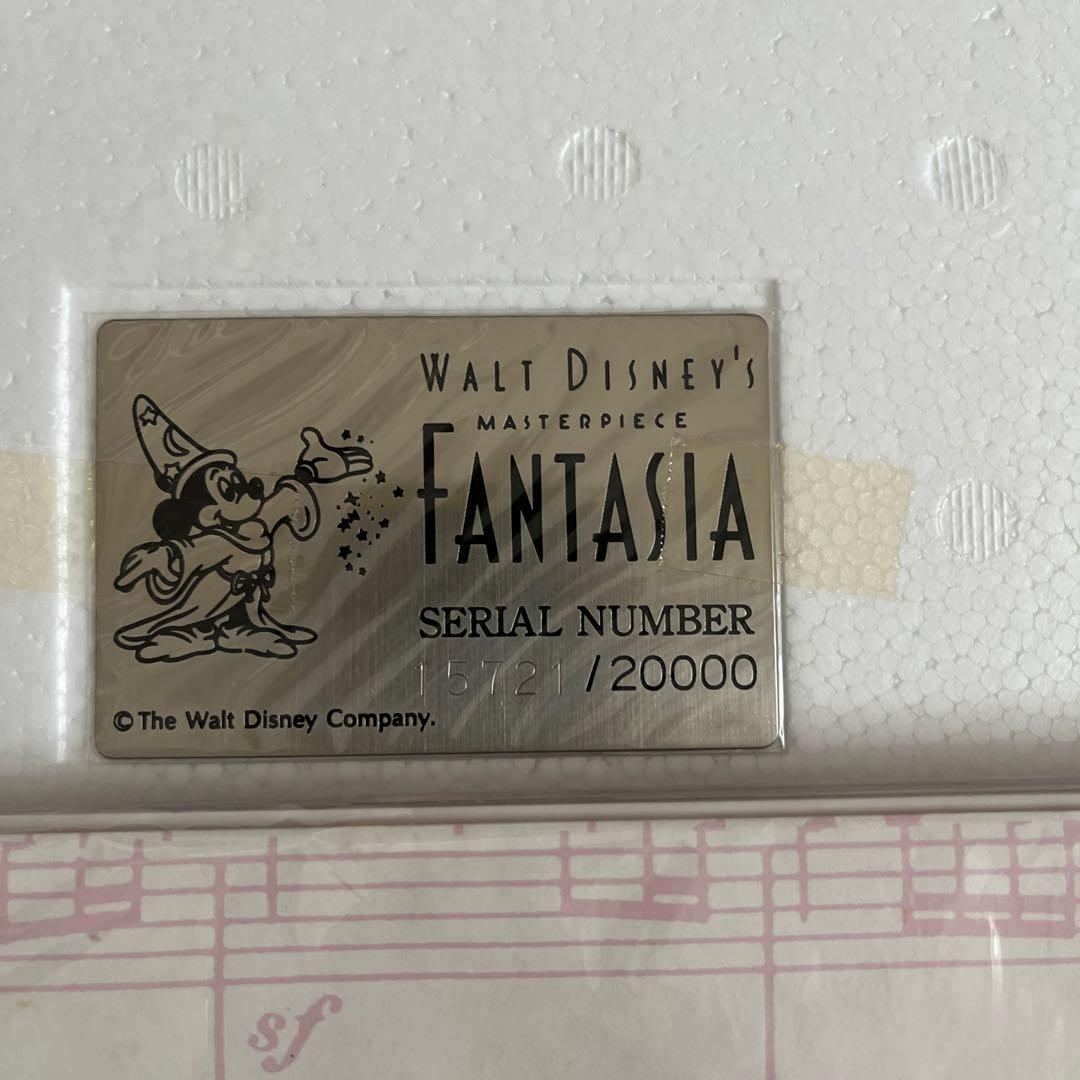 WALT DISNEY'S
MASTERPIECE
FANTASIA
SERIAL NUMBER
15721/20000
© The Walt Disney Company.
sf